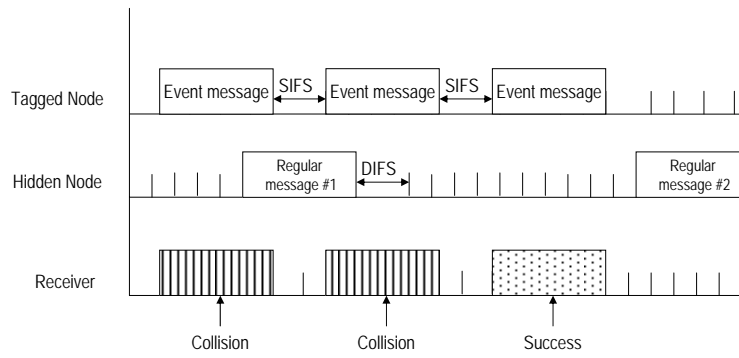 Tagged Node
Event message
SIFS
Event message
SIFS
Event message
Hidden Node
Regular
message #1
DIFS
Regular
message #2
Receiver
Collision
Collision
Success